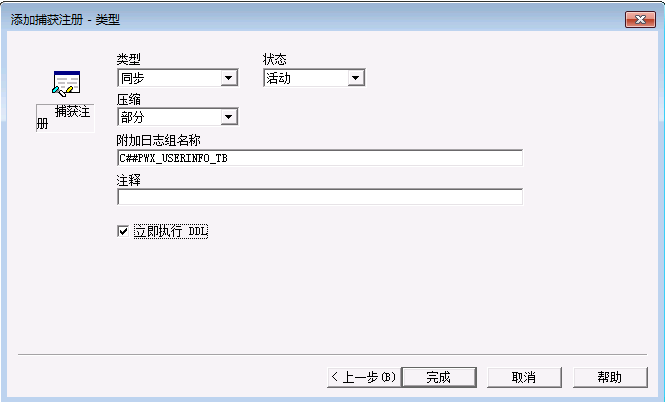 添加捕获注册 - 类型
类型
状态
同步
活动
压缩
部分
附加日志组名称
C##PWX_USERINFO_TB
注释
立即执行 DDL
捕获注
册
< 上一步(B)
完成
取消
帮助